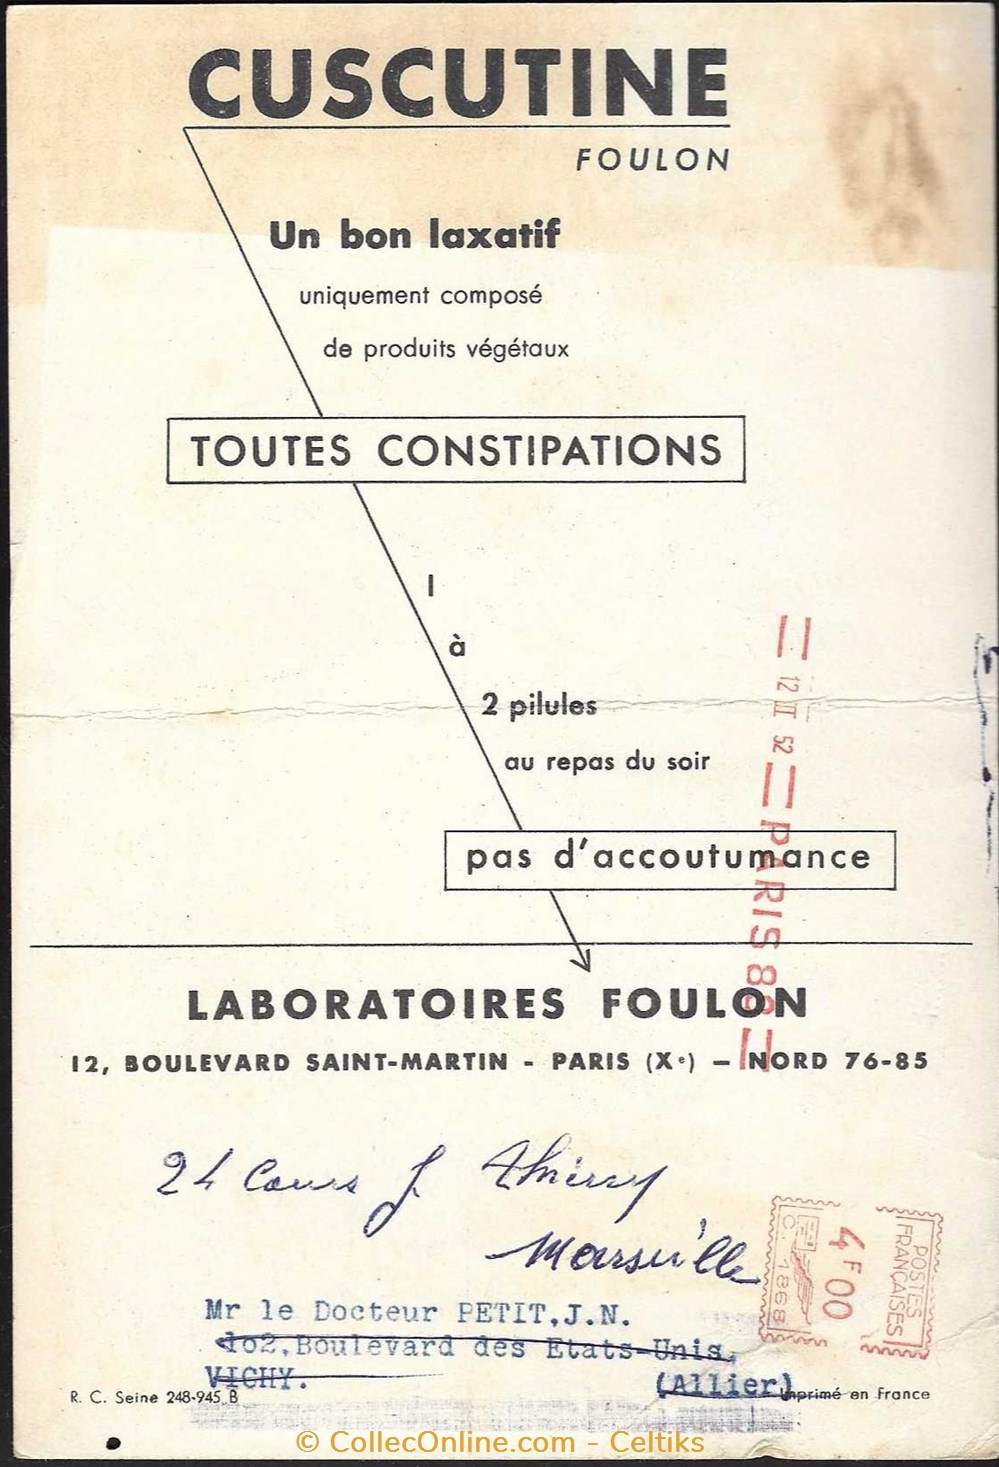 CUSCUTINE
FOULON
Un bon laxatif
uniquement composé
de produits végétaux
TOUTES CONSTIPATIONS
1
à
2 pilules
au repas du soir
pas d'accoutumance
12 II 52
PARIS 88
LABORATOIRES FOULON
12, BOULEVARD SAINT-MARTIN - PARIS (Xe) - NORD 76-85
24 Cours J. Thierry
Marseille
POSTES
FRANÇAISES
4F00
C. 1868
Mr le Docteur PETIT,J.N.
102,Boulevard des Etats-Unis,
VICHY. (Allier)
R. C. Seine 248-945 B
Imprimé en France
© CollecOnline.com - Celtiks